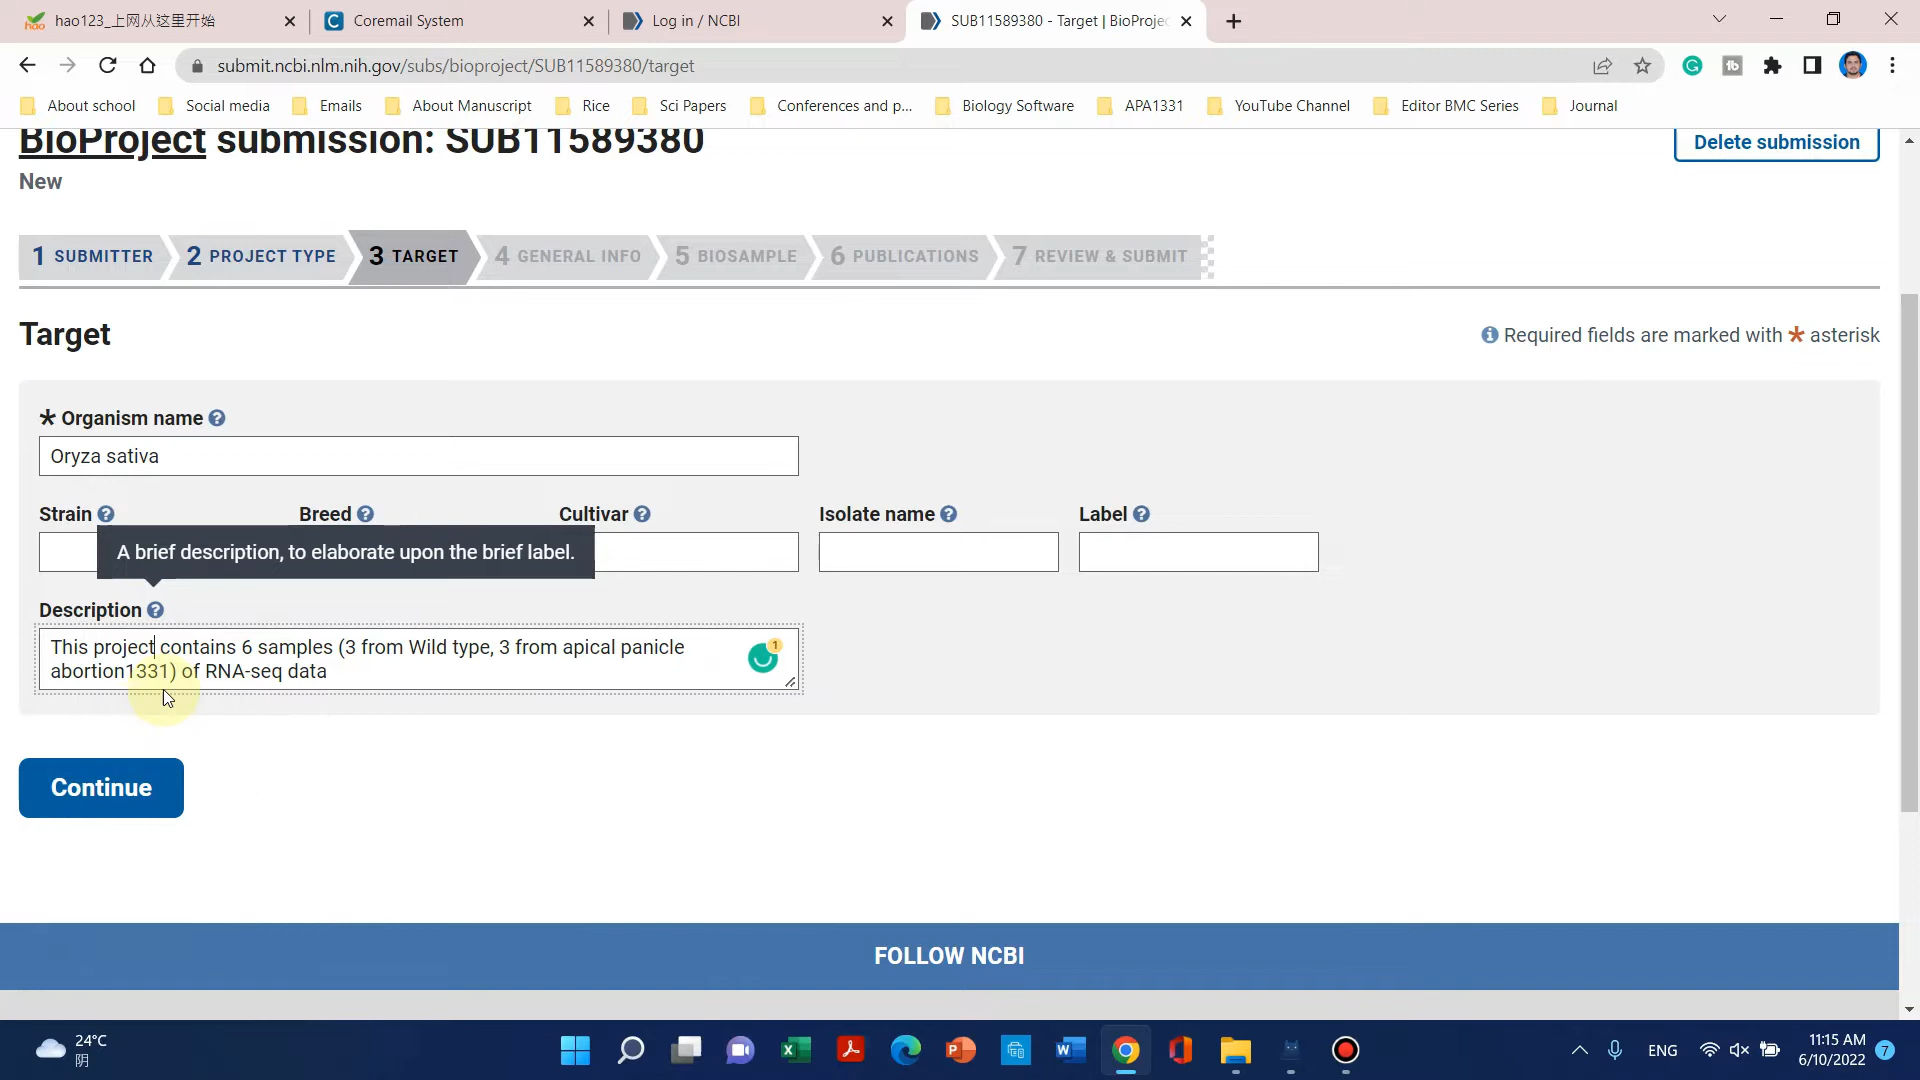 hao123_上网从这里开始
Coremail System
Log in / NCBI
SUB11589380 - Target | BioProjec
submit.ncbi.nlm.nih.gov/subs/bioproject/SUB11589380/target
About school
Social media
Emails
About Manuscript
Rice
Sci Papers
Conferences and p...
Biology Software
APA1331
YouTube Channel
Editor BMC Series
Journal
BioProject submission: SUB11589380
Delete submission
New
1 SUBMITTER
2 PROJECT TYPE
3 TARGET
4 GENERAL INFO
5 BIOSAMPLE
6 PUBLICATIONS
7 REVIEW & SUBMIT
Target
Required fields are marked with * asterisk
* Organism name
Oryza sativa
Strain
Breed
Cultivar
Isolate name
Label
A brief description, to elaborate upon the brief label.
Description
This project contains 6 samples (3 from Wild type, 3 from apical panicle
abortion1331) of RNA-seq data
1
Continue
FOLLOW NCBI
24°C
阴
ENG
11:15 AM
6/10/2022
7